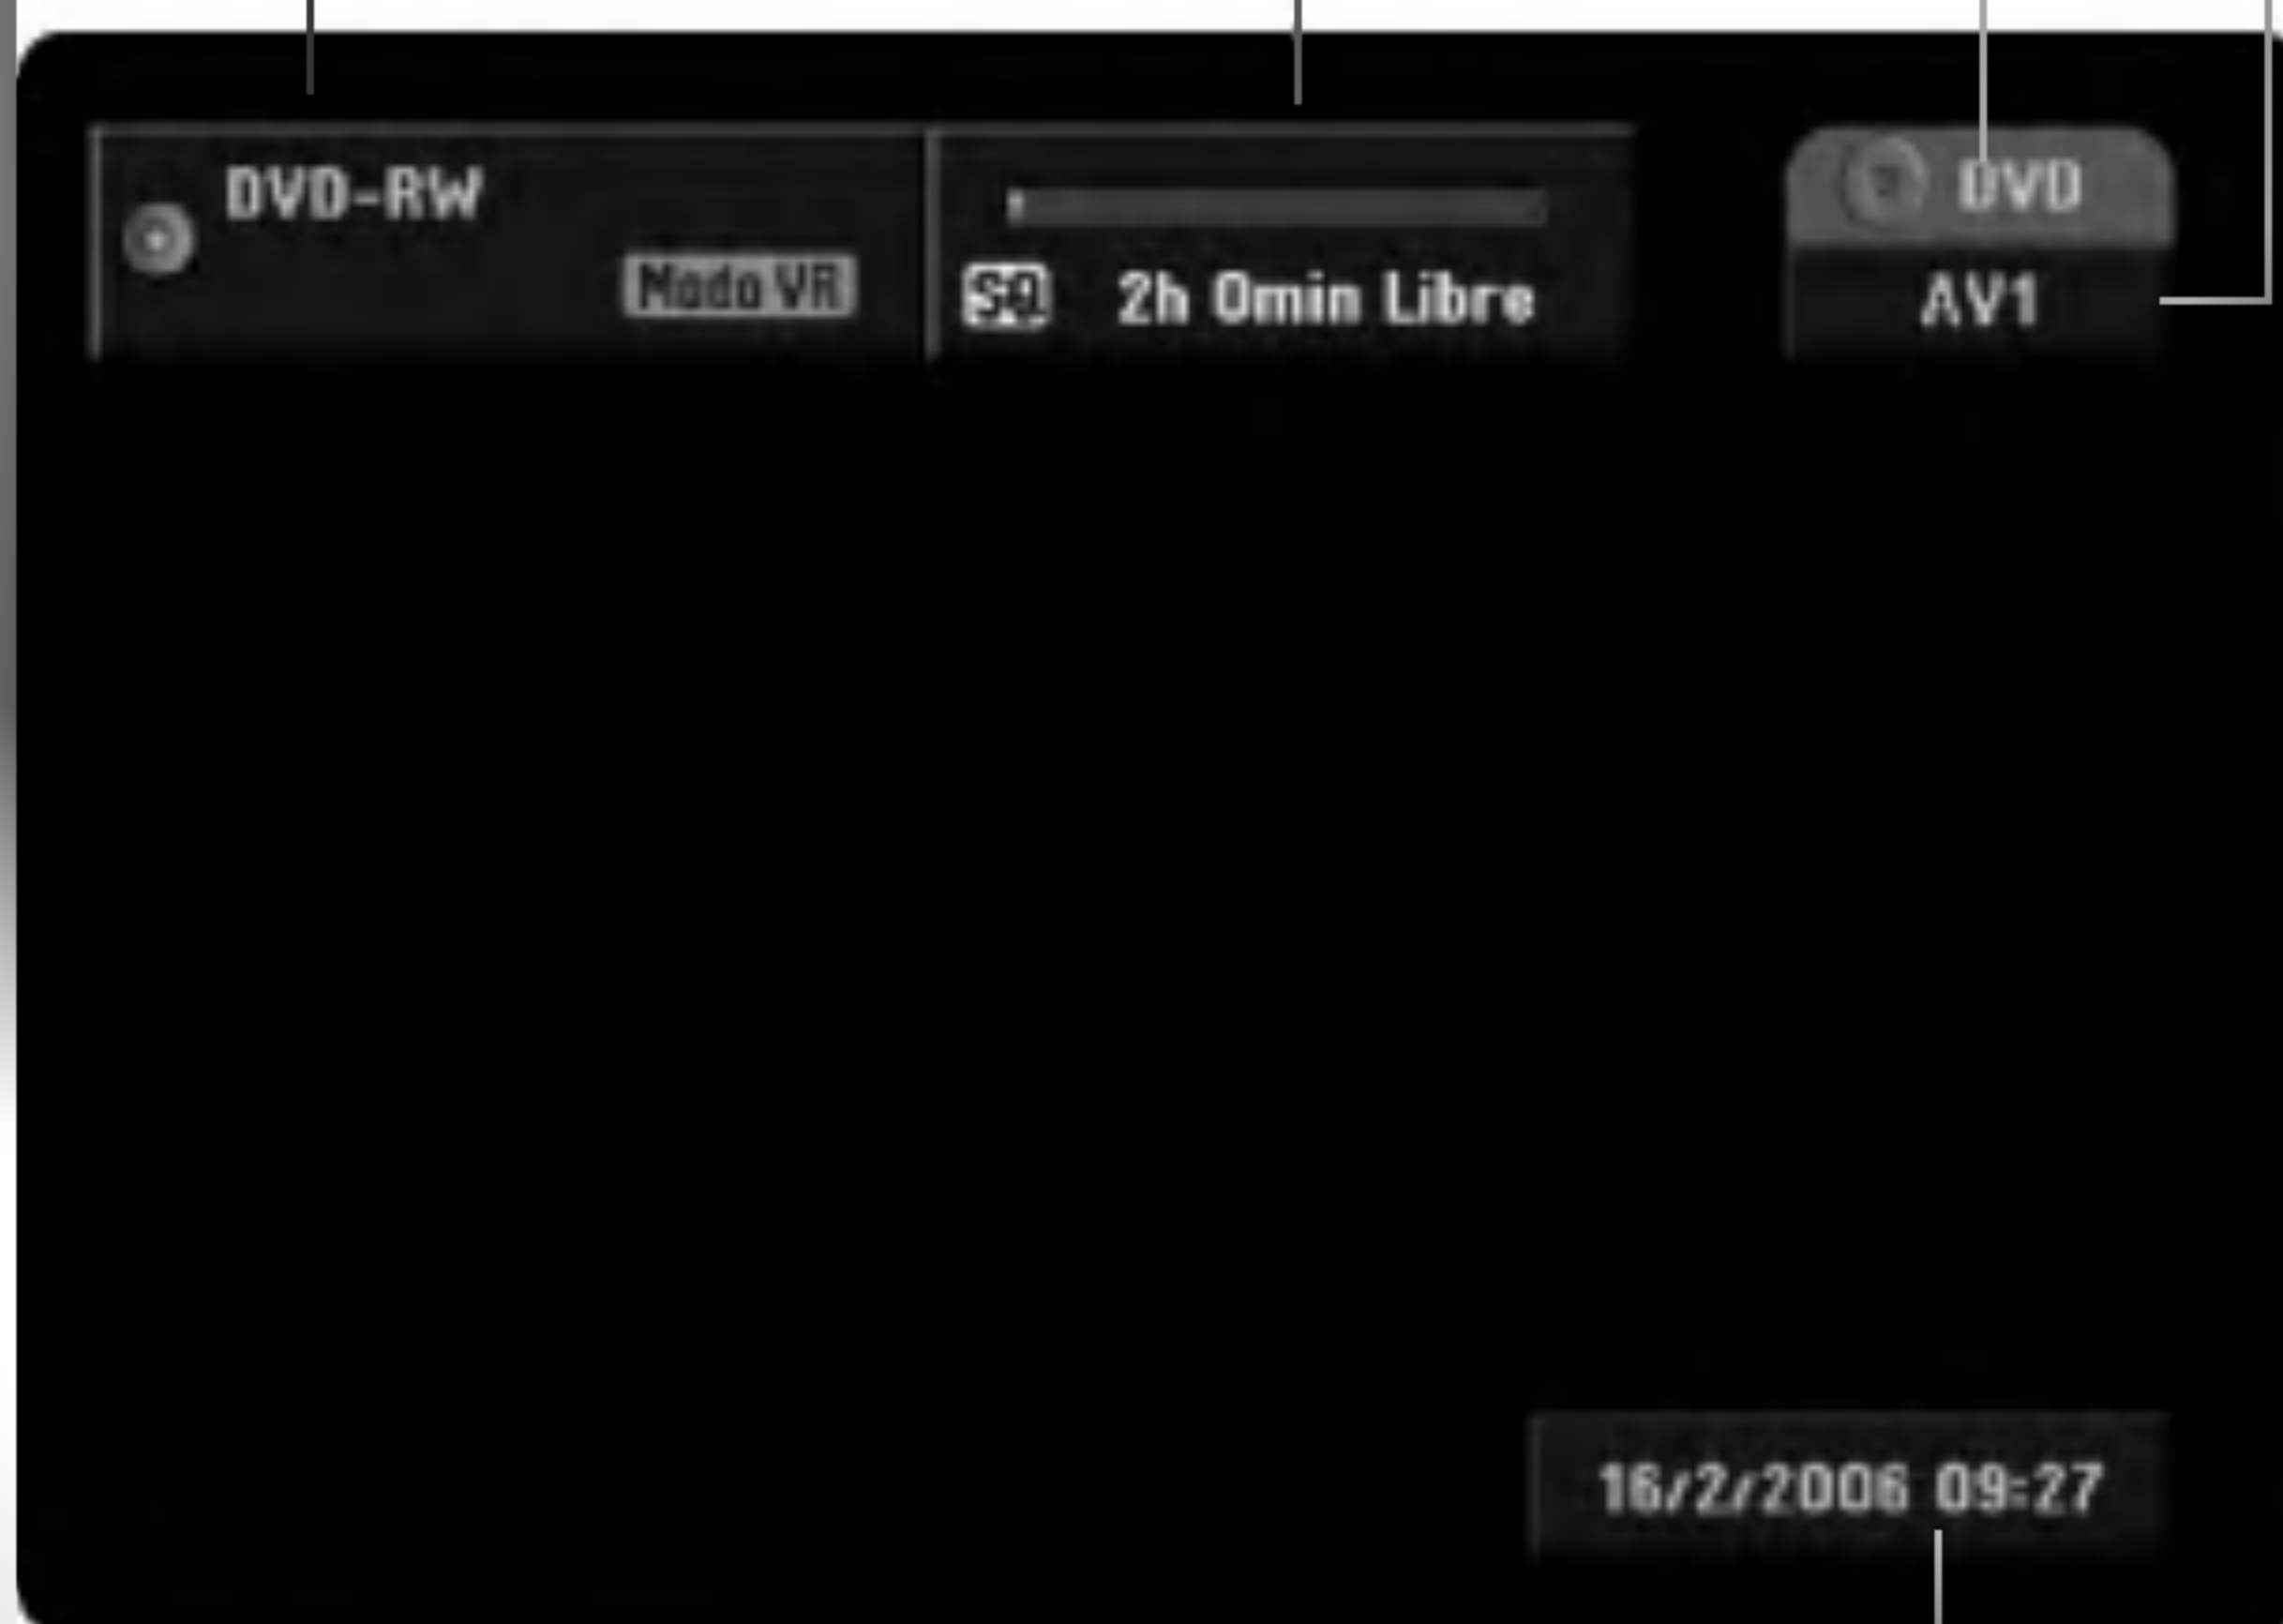 DVD-RW
Modo VR
SQ 2h 0min Libre
DVD
AV1
16/2/2006 09:27